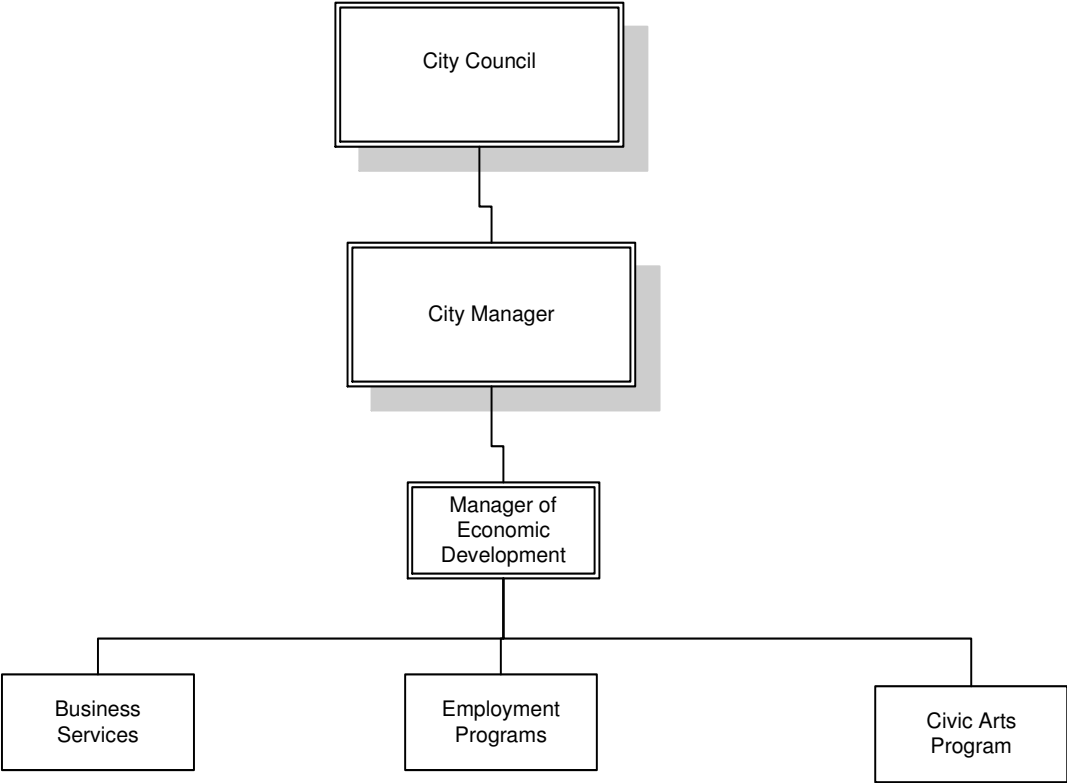 City Council
City Manager
Manager of
Economic
Development
Business
Services
Employment
Programs
Civic Arts
Program